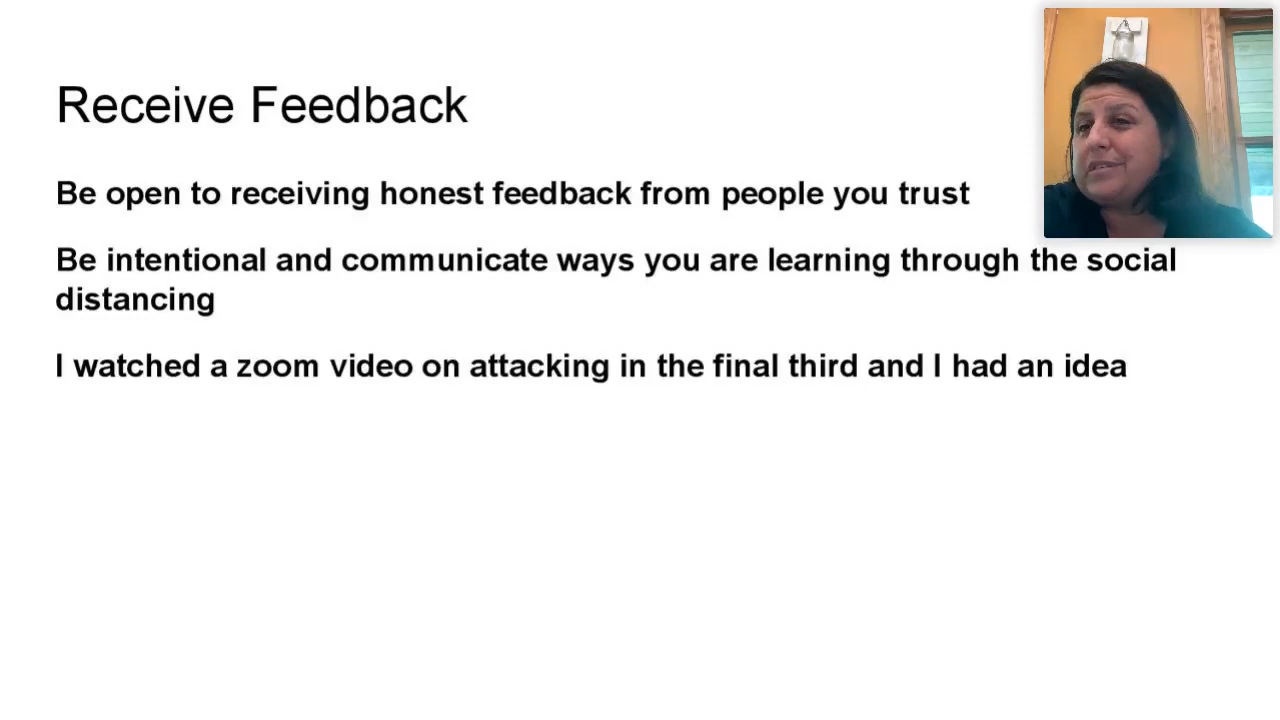 Receive Feedback
Be open to receiving honest feedback from people you trust
Be intentional and communicate ways you are learning through the social
distancing
I watched a zoom video on attacking in the final third and I had an idea